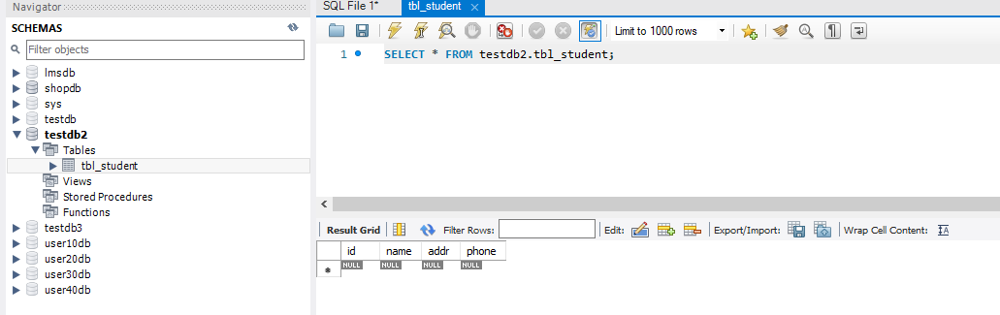 Navigator
SCHEMAS
Filter objects
lmsdb
shopdb
sys
testdb
testdb2
Tables
tbl_student
Views
Stored Procedures
Functions
testdb3
user10db
user20db
user30db
user40db
SQL File 1*
tbl_student
Limit to 1000 rows
1 SELECT * FROM testdb2.tbl_student;
Result Grid Filter Rows: Edit: Export/Import: Wrap Cell Content: IA
id name addr phone
* NULL NULL NULL NULL